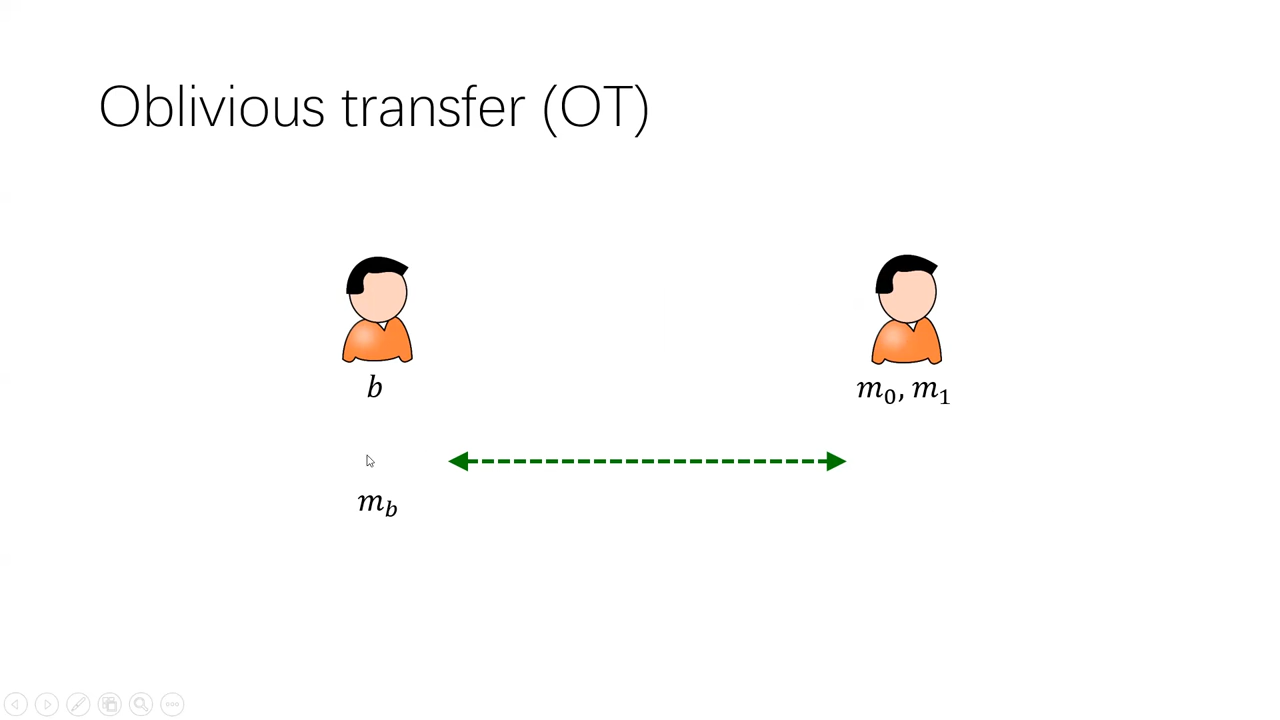 Oblivious transfer (OT)
b
m₀, m₁
m_b